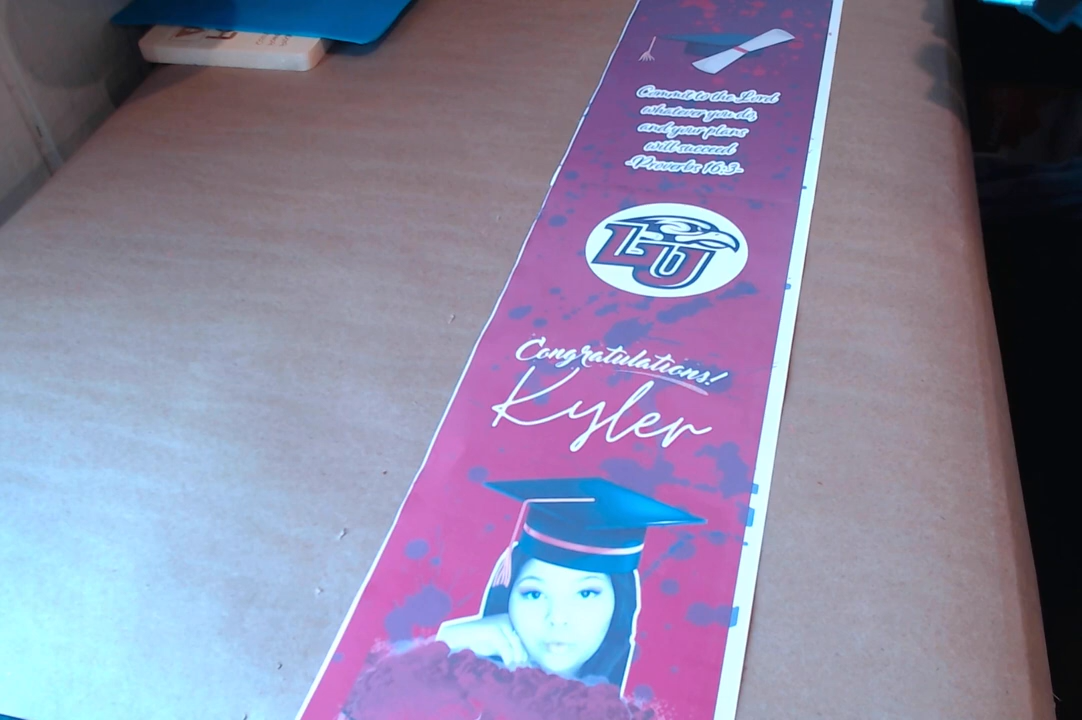 Commit to the Lord
whatever you do,
and your plans
will succeed
-Proverbs 16:3-
LU
Congratulations!
Kyler